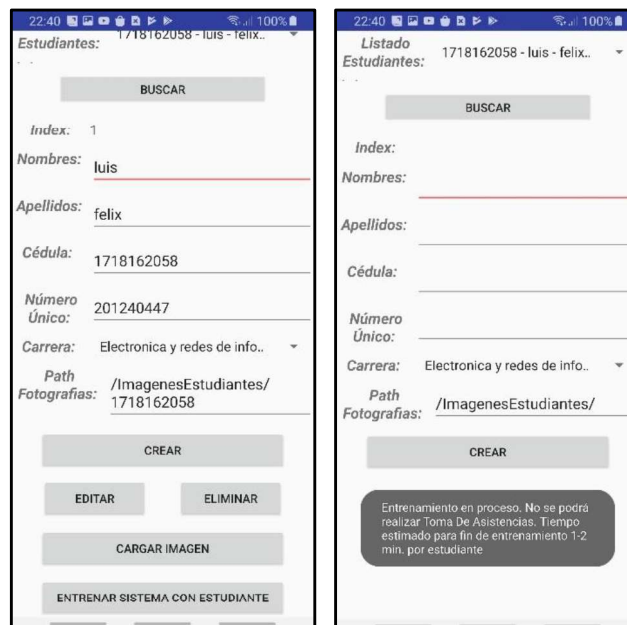 22:40 100%
Estudiantes: 1718162058 - luis - felix..
BUSCAR
Index: 1
Nombres: luis
Apellidos: felix
Cédula: 1718162058
Número
Único: 201240447
Carrera: Electronica y redes de info..
Path
Fotografias: /ImagenesEstudiantes/
1718162058
CREAR
EDITAR ELIMINAR
CARGAR IMAGEN
ENTRENAR SISTEMA CON ESTUDIANTE
22:40 100%
Listado
Estudiantes: 1718162058 - luis - felix..
BUSCAR
Index:
Nombres:
Apellidos:
Cédula:
Número
Único:
Carrera: Electronica y redes de info..
Path
Fotografias: /ImagenesEstudiantes/
CREAR
Entrenamiento en proceso. No se podrá
realizar Toma De Asistencias. Tiempo
estimado para fin de entrenamiento 1-2
min. por estudiante